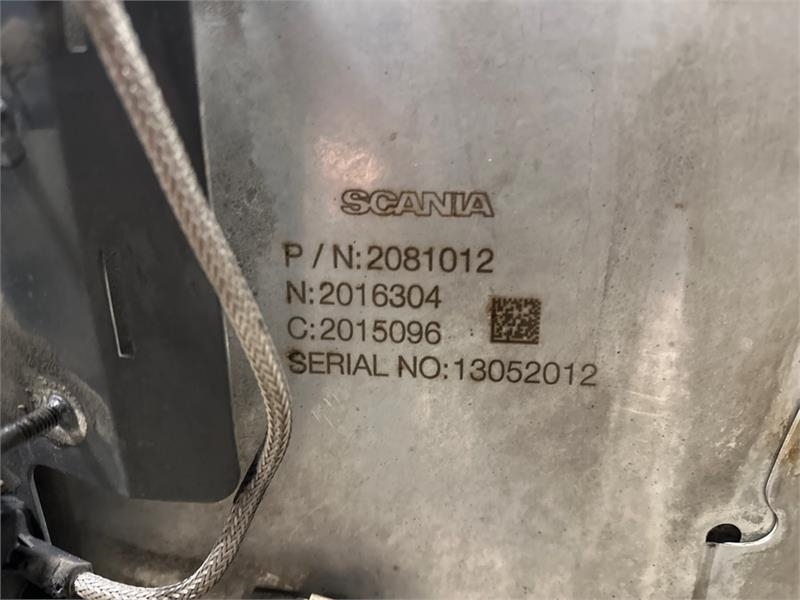 SCANIA
P / N: 2081012
N: 2016304
C: 2015096
SERIAL NO: 13052012